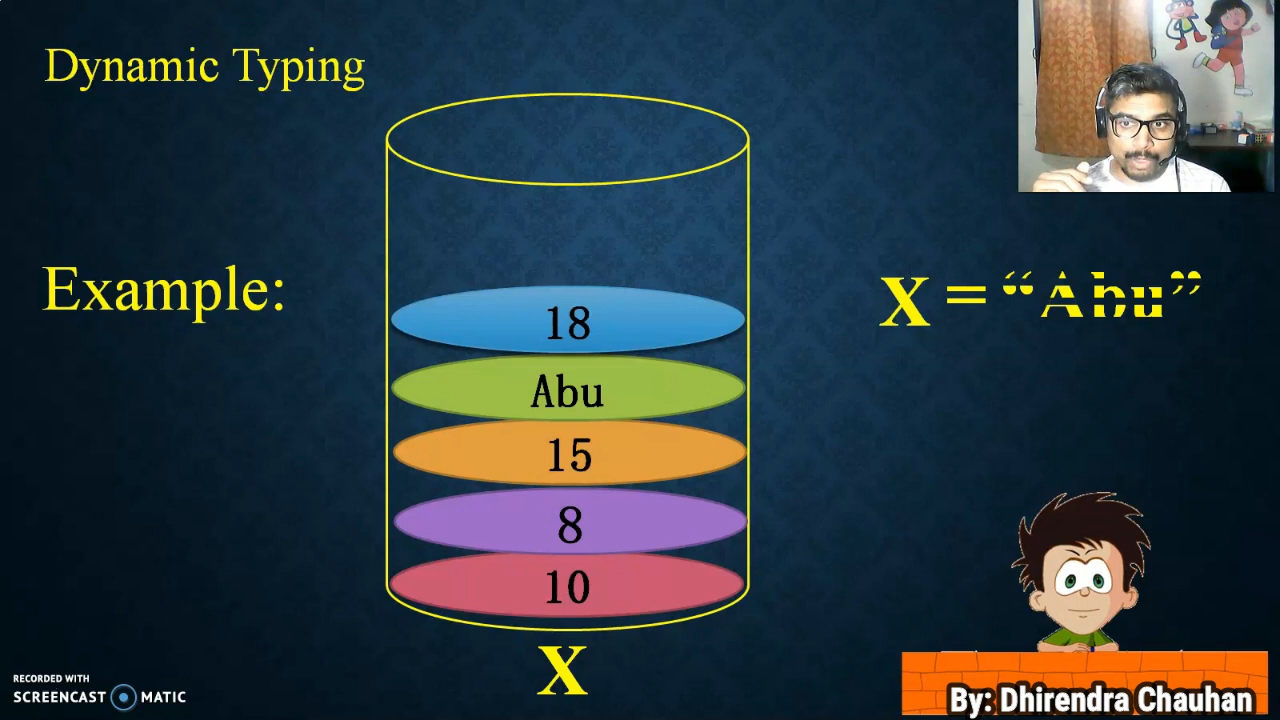 Dynamic Typing
Example:
18
Abu
15
8
10
X
X = “Abu”
RECORDED WITH
SCREENCAST MATIC
By: Dhirendra Chauhan